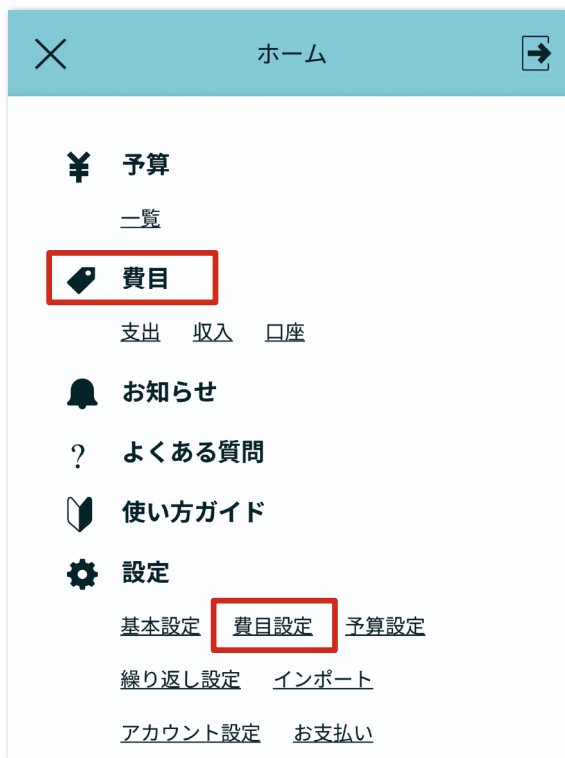 ホーム
予算
一覧
費目
支出 収入 口座
お知らせ
? よくある質問
使い方ガイド
設定
基本設定 費目設定 予算設定
繰り返し設定 インポート
アカウント設定 お支払い